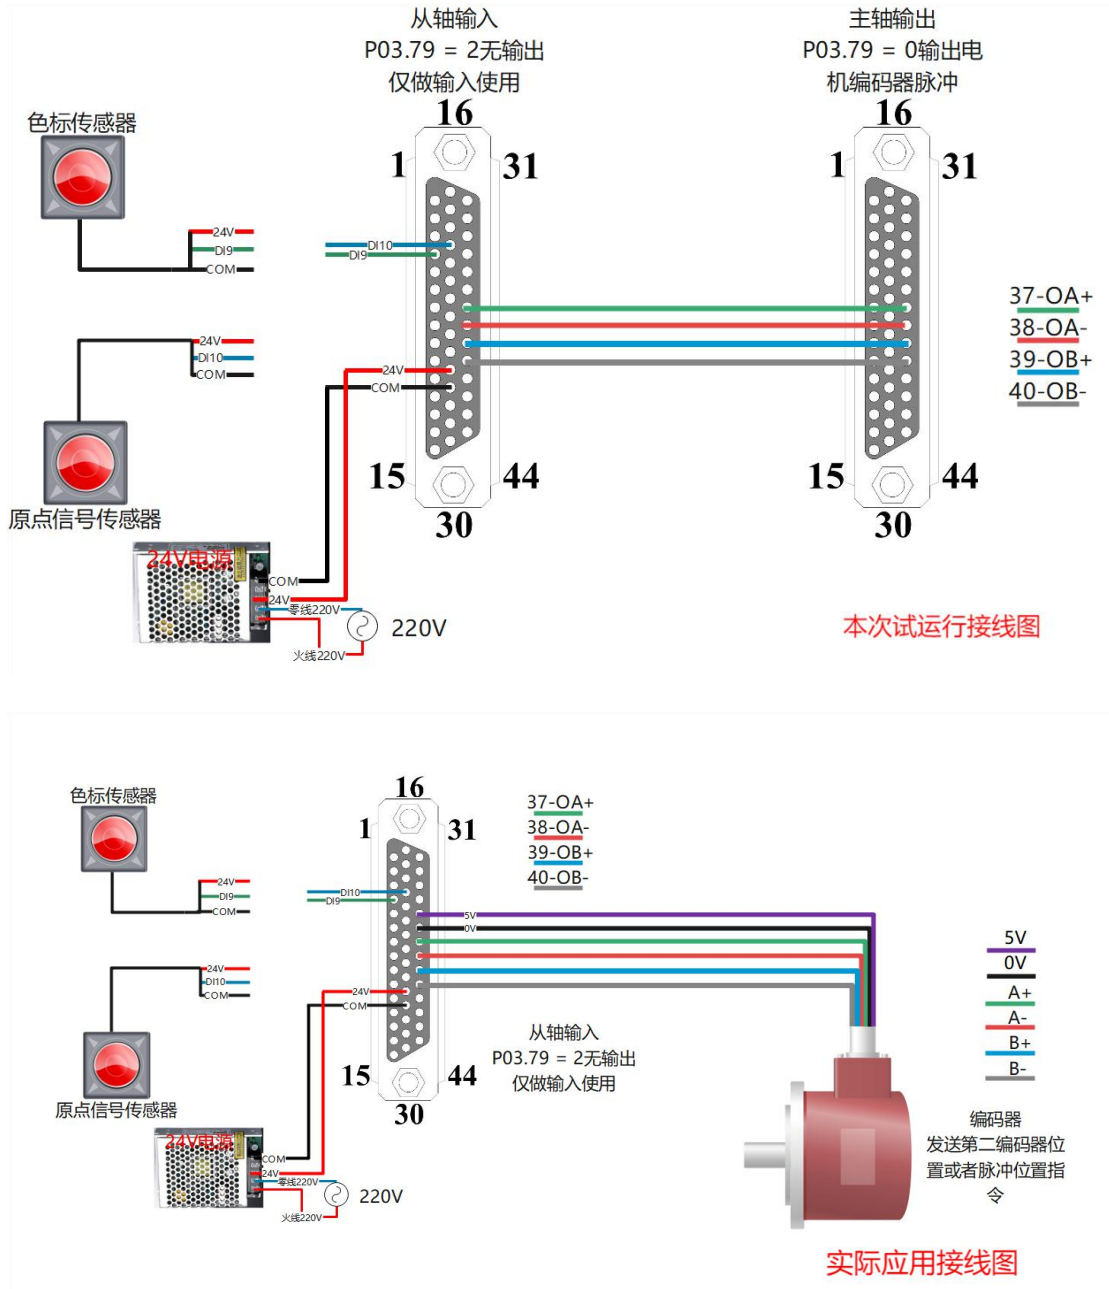 从轴输入
P03.79 = 2无输出
仅做输入使用
主轴输出
P03.79 = 0输出电
机编码器脉冲
色标传感器
16
1
31
16
1
31
24V
DI9
COM
DI10
DI9
37-OA+
38-OA-
39-OB+
40-OB-
24V
DI10
COM
24V
COM
15
44
30
15
44
30
原点信号传感器
24V电源
COM
24V
零线220V
火线220V
220V
本次试运行接线图
色标传感器
16
1
31
37-OA+
38-OA-
39-OB+
40-OB-
24V
DI9
COM
DI10
DI9
5V
0V
24V
DI10
COM
24V
COM
从轴输入
P03.79 = 2无输出
仅做输入使用
15
44
30
原点信号传感器
5V
0V
A+
A-
B+
B-
24V电源
COM
24V
零线220V
火线220V
220V
编码器
发送第二编码器位
置或者脉冲位置指
令
实际应用接线图